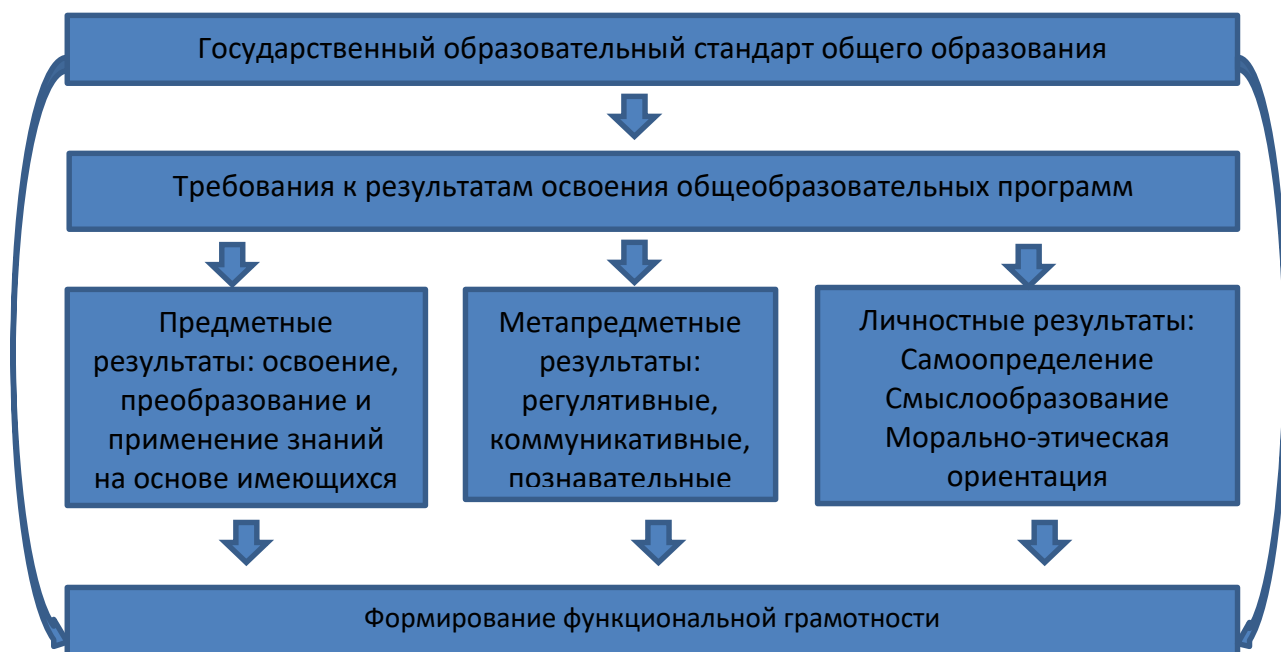 Государственный образовательный стандарт общего образования
Требования к результатам освоения общеобразовательных программ
Предметные
результаты: освоение,
преобразование и
применение знаний
на основе имеющихся
Метапредметные
результаты:
регулятивные,
коммуникативные,
познавательные
Личностные результаты:
Самоопределение
Смыслообразование
Морально-этическая
ориентация
Формирование функциональной грамотности